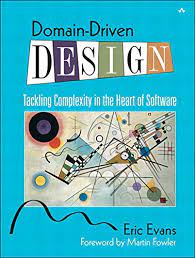 Domain-Driven
DESIGN
Tackling Complexity in the Heart of Software
Eric Evans
Foreword by Martin Fowler